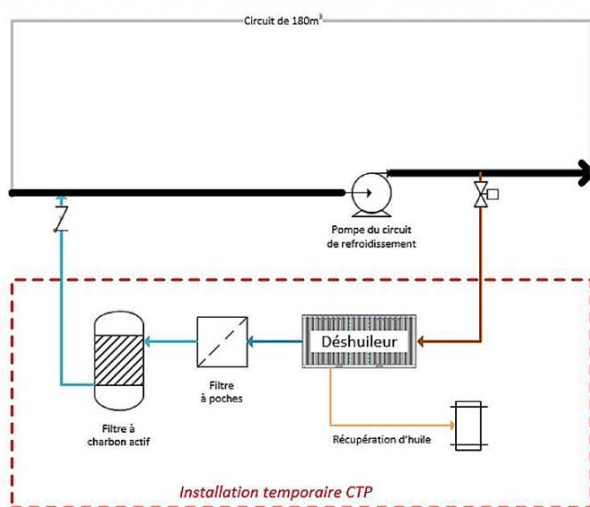 Circuit de 180m³
Pompe du circuit
de refroidissement
Déshuileur
Filtre
à poches
Filtre à
charbon actif
Récupération d'huile
Installation temporaire CTP